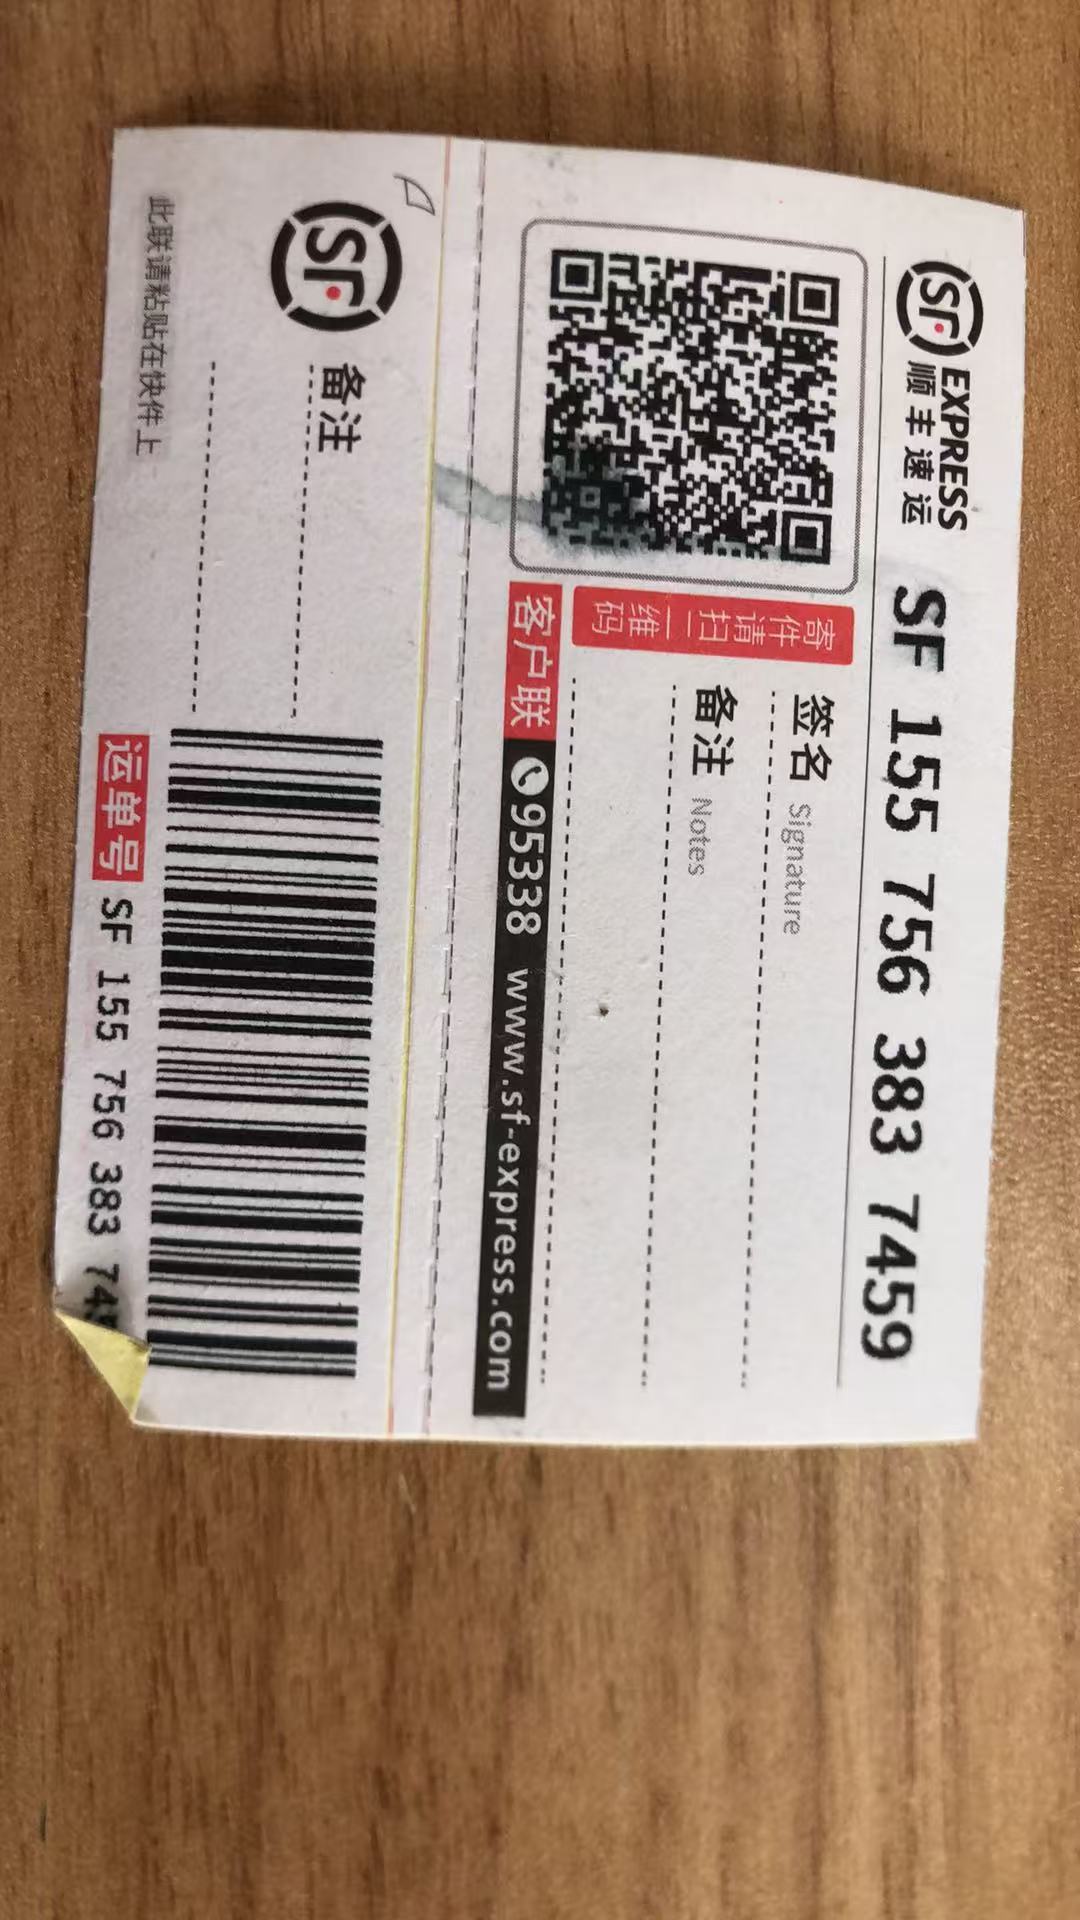 SF EXPRESS
顺丰速运
SF 155 756 383 7459
签名 Signature
备注 Notes
寄件请扫二维码
客户联
95338 www.sf-express.com
SF
备注
此联请粘贴在快件上
运单号 SF 155 756 383 745